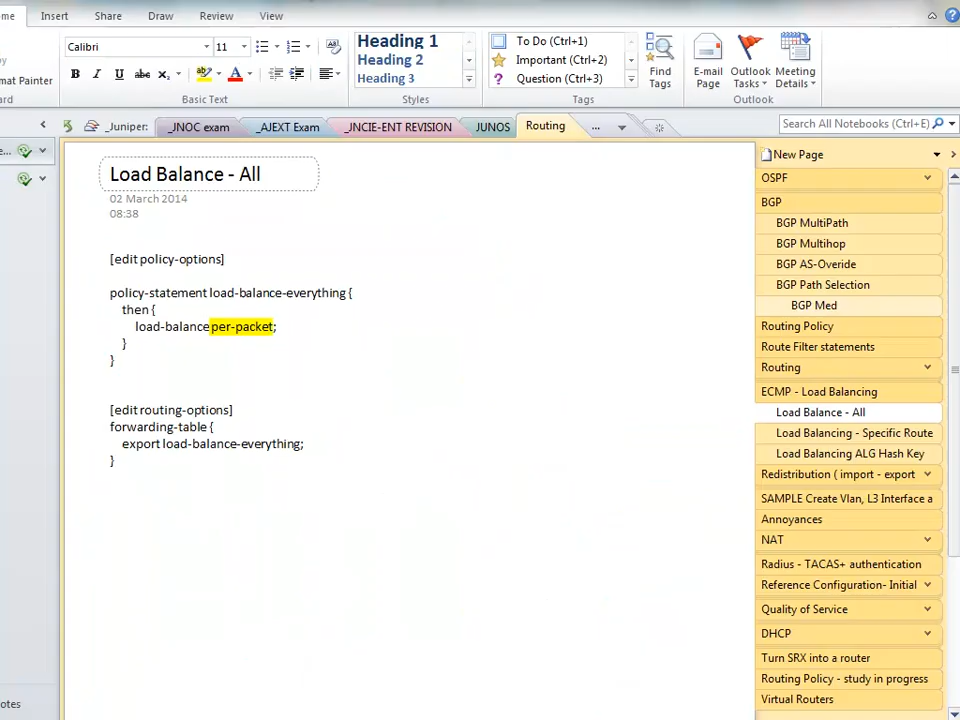 me Insert Share Draw Review View
Calibri 11
Heading 1
Heading 2
Heading 3
To Do (Ctrl+1)
Important (Ctrl+2)
Question (Ctrl+3)
Find Tags
E-mail Page
Outlook Tasks
Meeting Details
mat Painter
B I U abc X₂ ab A
ard Basic Text Styles Tags Outlook
_Juniper: _JNOC exam _AJEXT Exam _JNCIE-ENT REVISION JUNOS Routing ...
Search All Notebooks (Ctrl+E)
e...
Load Balance - All
02 March 2014
08:38
[edit policy-options]
policy-statement load-balance-everything {
then {
load-balance per-packet;
}
}
[edit routing-options]
forwarding-table {
export load-balance-everything;
}
New Page
OSPF
BGP
BGP MultiPath
BGP Multihop
BGP AS-Overide
BGP Path Selection
BGP Med
Routing Policy
Route Filter statements
Routing
ECMP - Load Balancing
Load Balance - All
Load Balancing - Specific Route
Load Balancing ALG Hash Key
Redistribution ( import - export
SAMPLE Create Vlan, L3 Interface a
Annoyances
NAT
Radius - TACAS+ authentication
Reference Configuration- Initial
Quality of Service
DHCP
Turn SRX into a router
Routing Policy - study in progress
Virtual Routers
otes